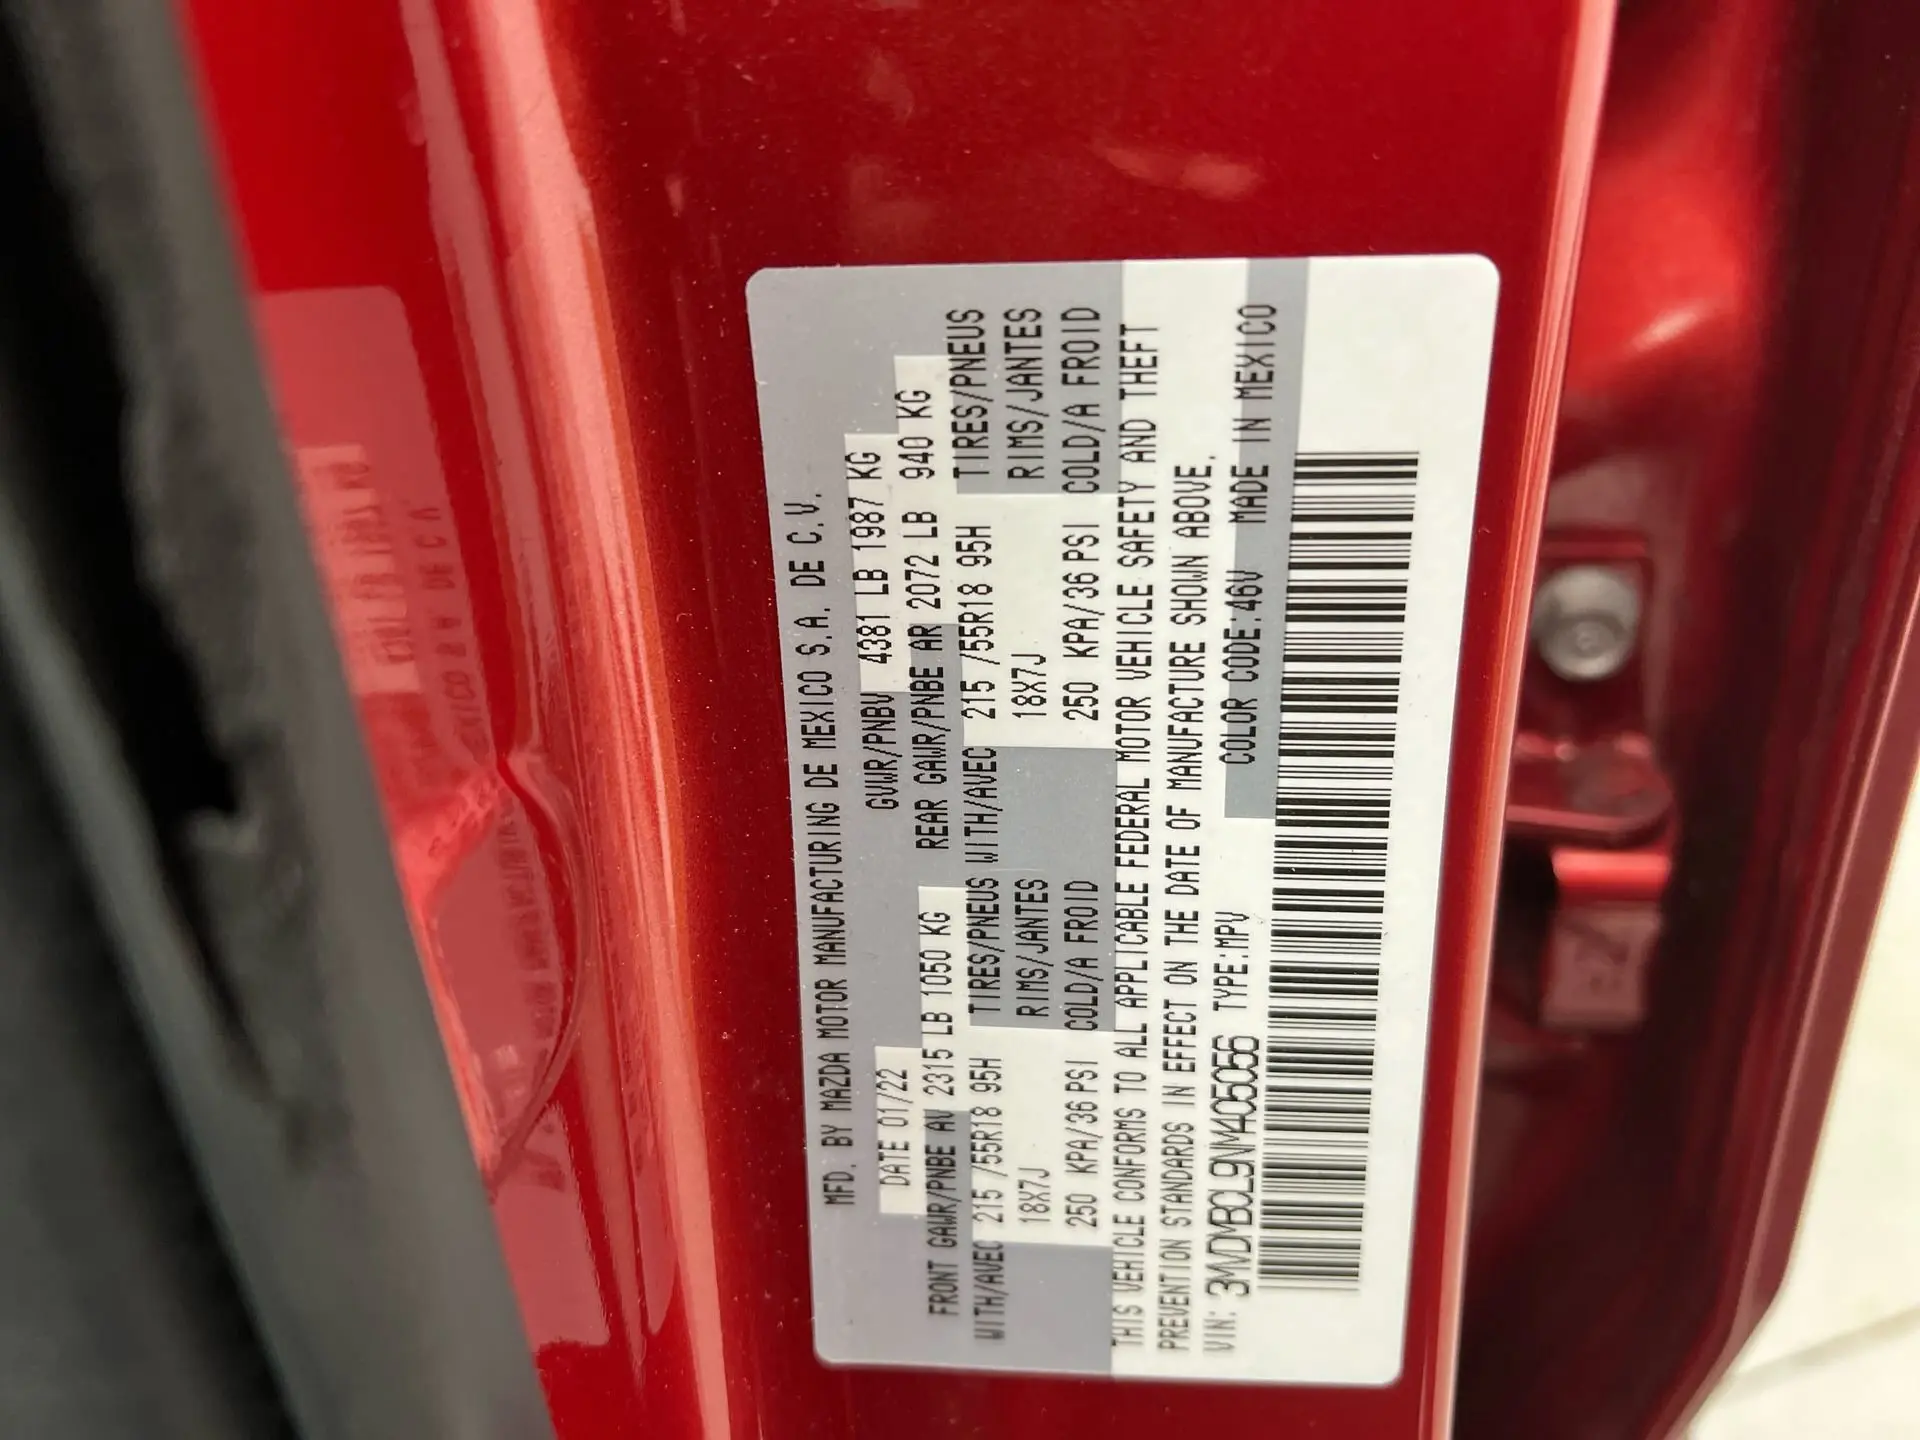 MFD. BY MAZDA MOTOR MANUFACTURING DE MEXICO S.A. DE C.V.
DATE 01/22 GVWR/PNBV 4381 LB 1987 KG
FRONT GAWR/PNBE AV 2315 LB 1050 KG REAR GAWR/PNBE AR 2072 LB 940 KG
WITH/AVEC 215 /55R18 95H TIRES/PNEUS WITH/AVEC 215 /55R18 95H TIRES/PNEUS
18X7J RIMS/JANTES 18X7J RIMS/JANTES
250 KPA/36 PSI COLD/A FROID 250 KPA/36 PSI COLD/A FROID
THIS VEHICLE CONFORMS TO ALL APPLICABLE FEDERAL MOTOR VEHICLE SAFETY AND THEFT
PREVENTION STANDARDS IN EFFECT ON THE DATE OF MANUFACTURE SHOWN ABOVE.
VIN: 3MVDMBCL9NM405056 TYPE:MPV COLOR CODE:46V MADE IN MEXICO